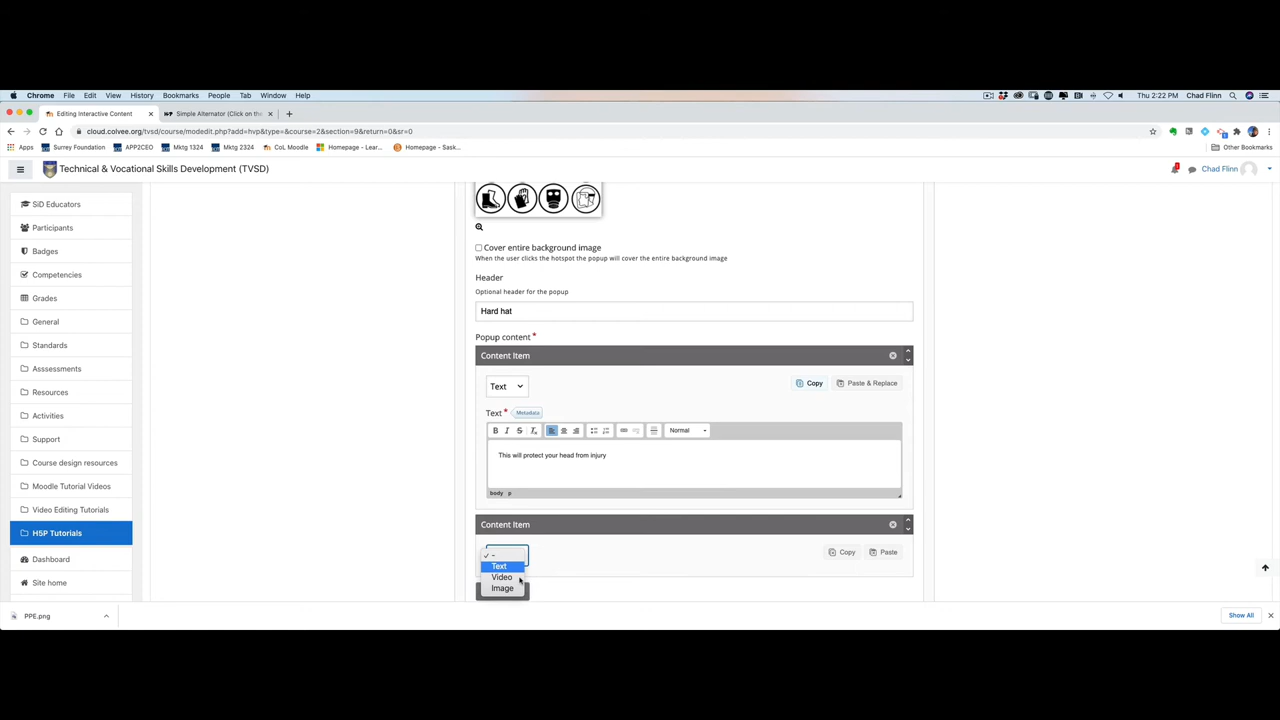 Chrome File Edit View History Bookmarks People Tab Window Help Thu 2:22 PM Chad Flinn
Editing Interactive Content Simple Alternator (Click on the
cloud.colvee.org/tvsd/course/modedit.php?add=hvp&type=&course=2&section=9&return=0&sr=0
Apps Surrey Foundation APP2CEO Mktg 1324 Mktg 2324 CoL Moodle Homepage - Lear... Homepage - Sask... Other Bookmarks
Technical & Vocational Skills Development (TVSD) Chad Flinn
SiD Educators
Participants
Badges
Competencies
Grades
General
Standards
Asssessments
Resources
Activities
Support
Course design resources
Moodle Tutorial Videos
Video Editing Tutorials
H5P Tutorials
Dashboard
Site home
Cover entire background image
When the user clicks the hotspot the popup will cover the entire background image
Header
Optional header for the popup
Hard hat
Popup content *
Content Item
Text Copy Paste & Replace
Text * Metadata
B I S Normal
This will protect your head from injury
body p
Content Item
✓ -
Text
Video
Image
Copy Paste
PPE.png Show All